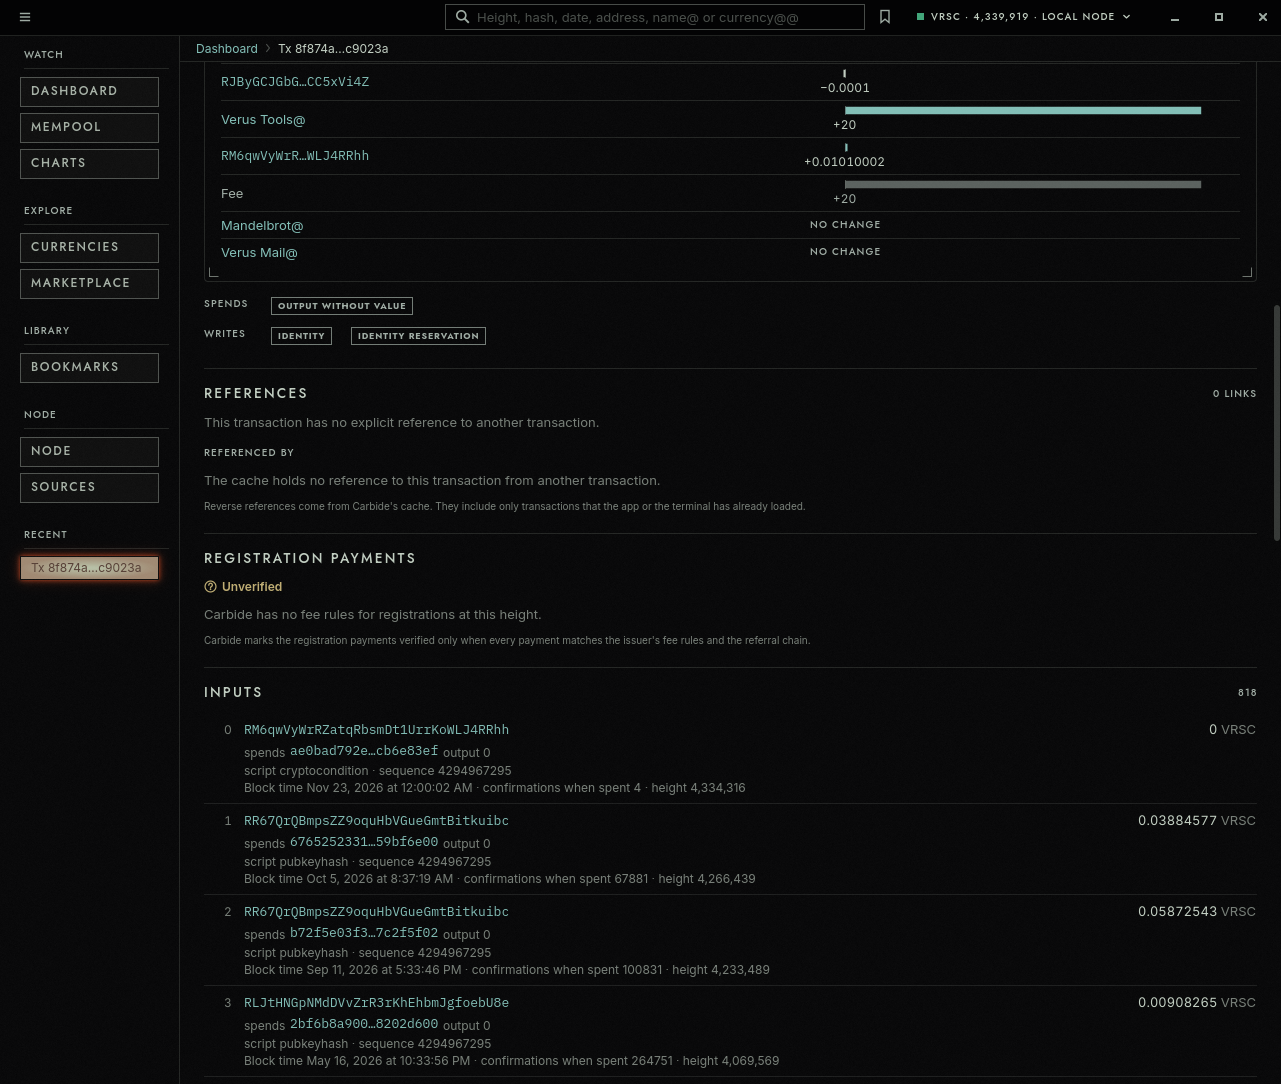 Height, hash, date, address, name@ or currency@@
VRSC · 4,339,919 · LOCAL NODE
WATCH
DASHBOARD
MEMPOOL
CHARTS
EXPLORE
CURRENCIES
MARKETPLACE
LIBRARY
BOOKMARKS
NODE
NODE
SOURCES
RECENT
Tx 8f874a…c9023a
Dashboard > Tx 8f874a…c9023a
RJByGCJGbG…CC5xVi4Z
−0.0001
Verus Tools@
+20
RM6qwVyWrR…WLJ4RRhh
+0.01010002
Fee
+20
Mandelbrot@ NO CHANGE
Verus Mail@ NO CHANGE
SPENDS OUTPUT WITHOUT VALUE
WRITES IDENTITY IDENTITY RESERVATION
REFERENCES 0 LINKS
This transaction has no explicit reference to another transaction.
REFERENCED BY
The cache holds no reference to this transaction from another transaction.
Reverse references come from Carbide's cache. They include only transactions that the app or the terminal has already loaded.
REGISTRATION PAYMENTS
Unverified
Carbide has no fee rules for registrations at this height.
Carbide marks the registration payments verified only when every payment matches the issuer's fee rules and the referral chain.
INPUTS 818
0 RM6qwVyWrRZatqRbsmDt1UrrKoWLJ4RRhh 0 VRSC
spends ae0bad792e…cb6e83ef output 0
script cryptocondition · sequence 4294967295
Block time Nov 23, 2026 at 12:00:02 AM · confirmations when spent 4 · height 4,334,316
1 RR67QrQBmpsZZ9oquHbVGueGmtBitkuibc 0.03884577 VRSC
spends 6765252331…59bf6e00 output 0
script pubkeyhash · sequence 4294967295
Block time Oct 5, 2026 at 8:37:19 AM · confirmations when spent 67881 · height 4,266,439
2 RR67QrQBmpsZZ9oquHbVGueGmtBitkuibc 0.05872543 VRSC
spends b72f5e03f3…7c2f5f02 output 0
script pubkeyhash · sequence 4294967295
Block time Sep 11, 2026 at 5:33:46 PM · confirmations when spent 100831 · height 4,233,489
3 RLJtHNGpNMdDVvZrR3rKhEhbmJgfoebU8e 0.00908265 VRSC
spends 2bf6b8a900…8202d600 output 0
script pubkeyhash · sequence 4294967295
Block time May 16, 2026 at 10:33:56 PM · confirmations when spent 264751 · height 4,069,569